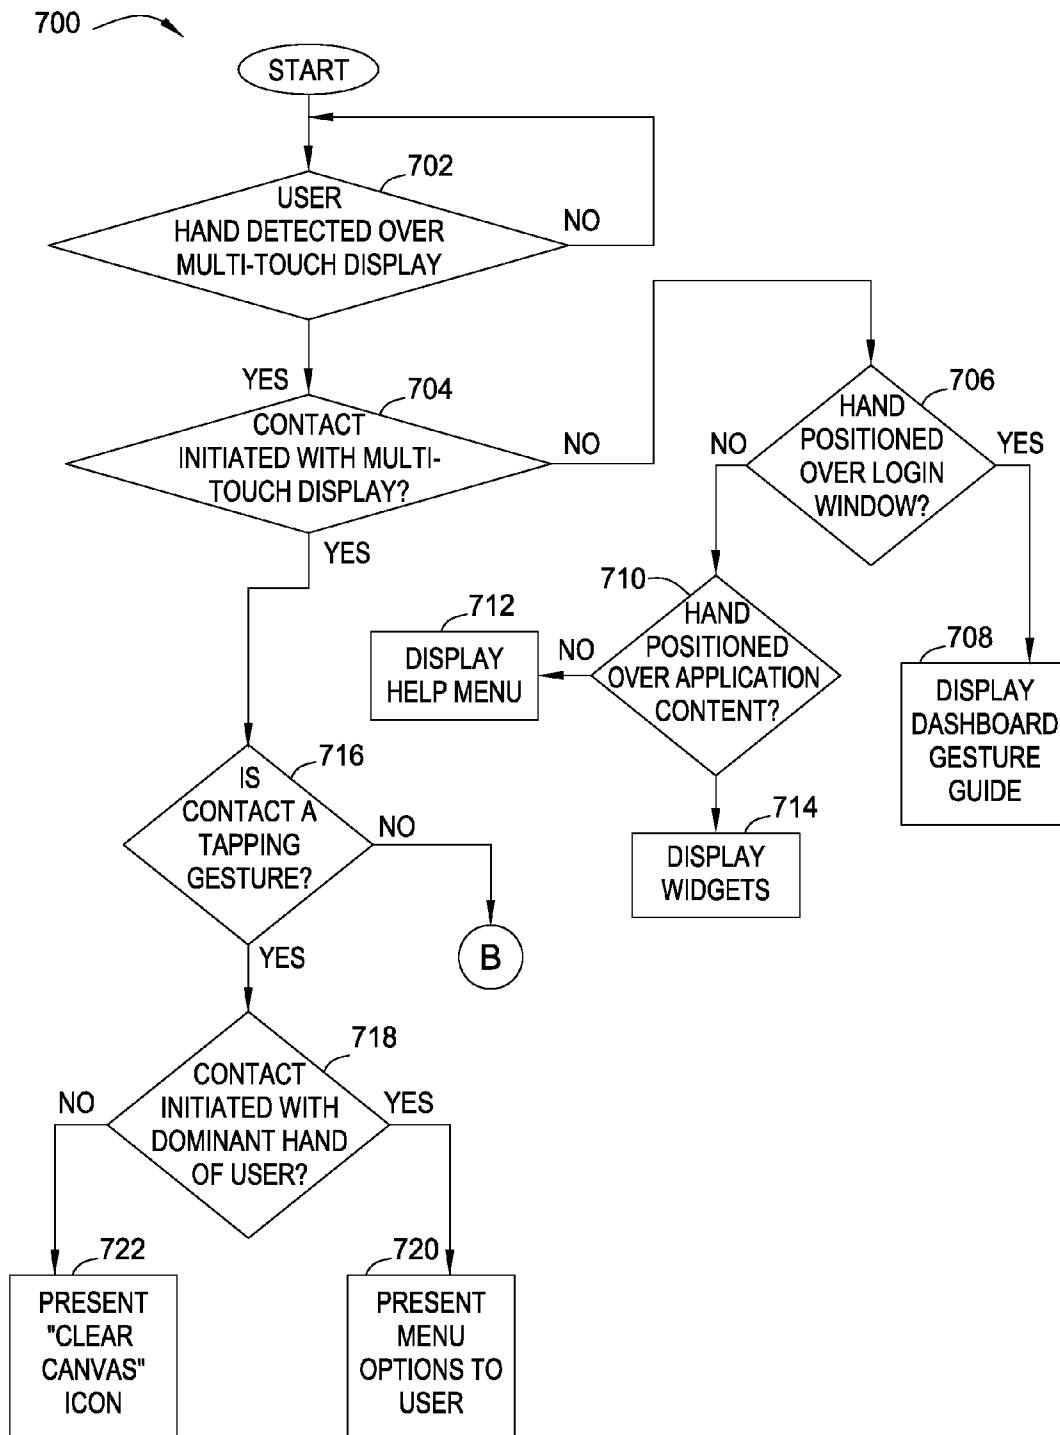 700
START
702
USER
HAND DETECTED OVER
MULTI-TOUCH DISPLAY
NO
YES
704
CONTACT
INITIATED WITH MULTI-
TOUCH DISPLAY?
NO
YES
706
HAND
POSITIONED
OVER LOGIN
WINDOW?
NO
YES
708
DISPLAY
DASHBOARD
GESTURE
GUIDE
710
HAND
POSITIONED
OVER APPLICATION
CONTENT?
NO
712
DISPLAY
HELP MENU
714
DISPLAY
WIDGETS
716
IS
CONTACT A
TAPPING
GESTURE?
NO
B
YES
718
CONTACT
INITIATED WITH
DOMINANT HAND
OF USER?
NO
YES
722
PRESENT
"CLEAR
CANVAS"
ICON
720
PRESENT
MENU
OPTIONS TO
USER